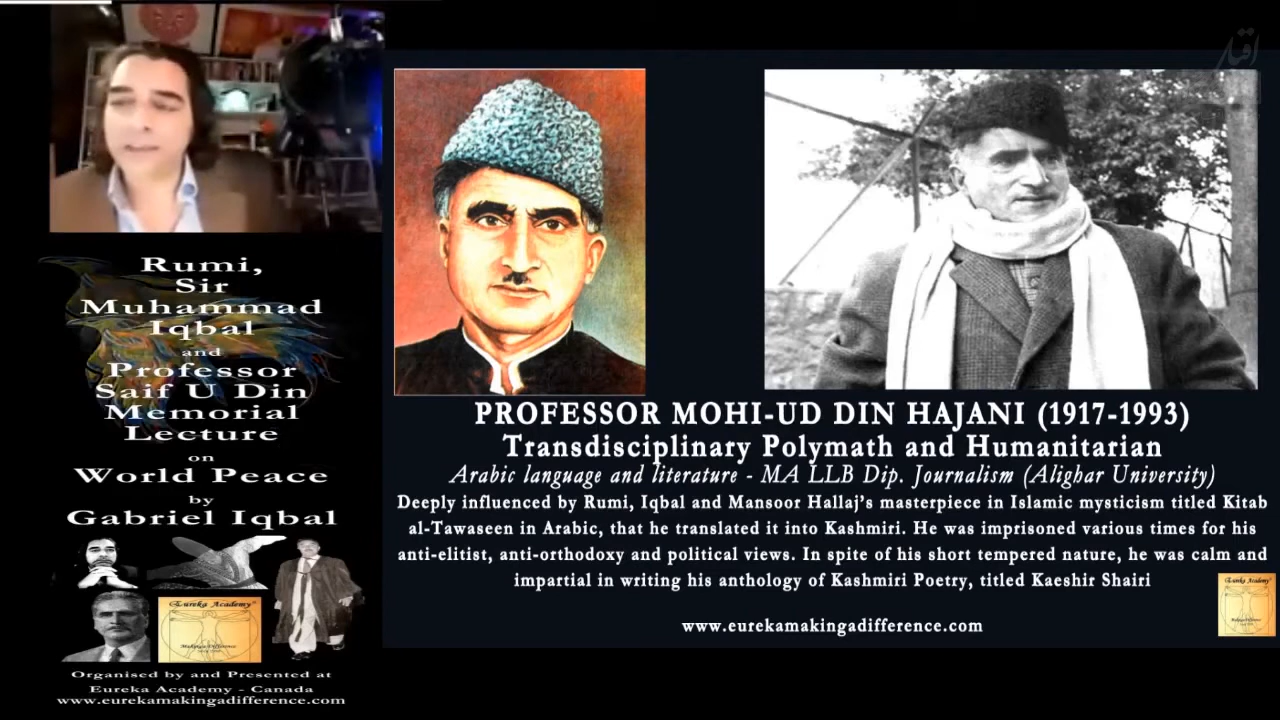 Rumi,
Sir
Muhammad
Iqbal
and
Professor
Saif U Din
Memorial
Lecture
on
World Peace
by
Gabriel Iqbal
Eureka Academy
Making a Difference
Organised by and Presented at
Eureka Academy - Canada
www.eurekamakingadifference.com
اقبال
PROFESSOR MOHI-UD DIN HAJANI (1917-1993)
Transdisciplinary Polymath and Humanitarian
Arabic language and literature - MA LLB Dip. Journalism (Alighar University)
Deeply influenced by Rumi, Iqbal and Mansoor Hallaj's masterpiece in Islamic mysticism titled Kitab
al-Tawaseen in Arabic, that he translated it into Kashmiri. He was imprisoned various times for his
anti-elitist, anti-orthodoxy and political views. In spite of his short tempered nature, he was calm and
impartial in writing his anthology of Kashmiri Poetry, titled Kaeshir Shairi
www.eurekamakingadifference.com
Eureka Academy